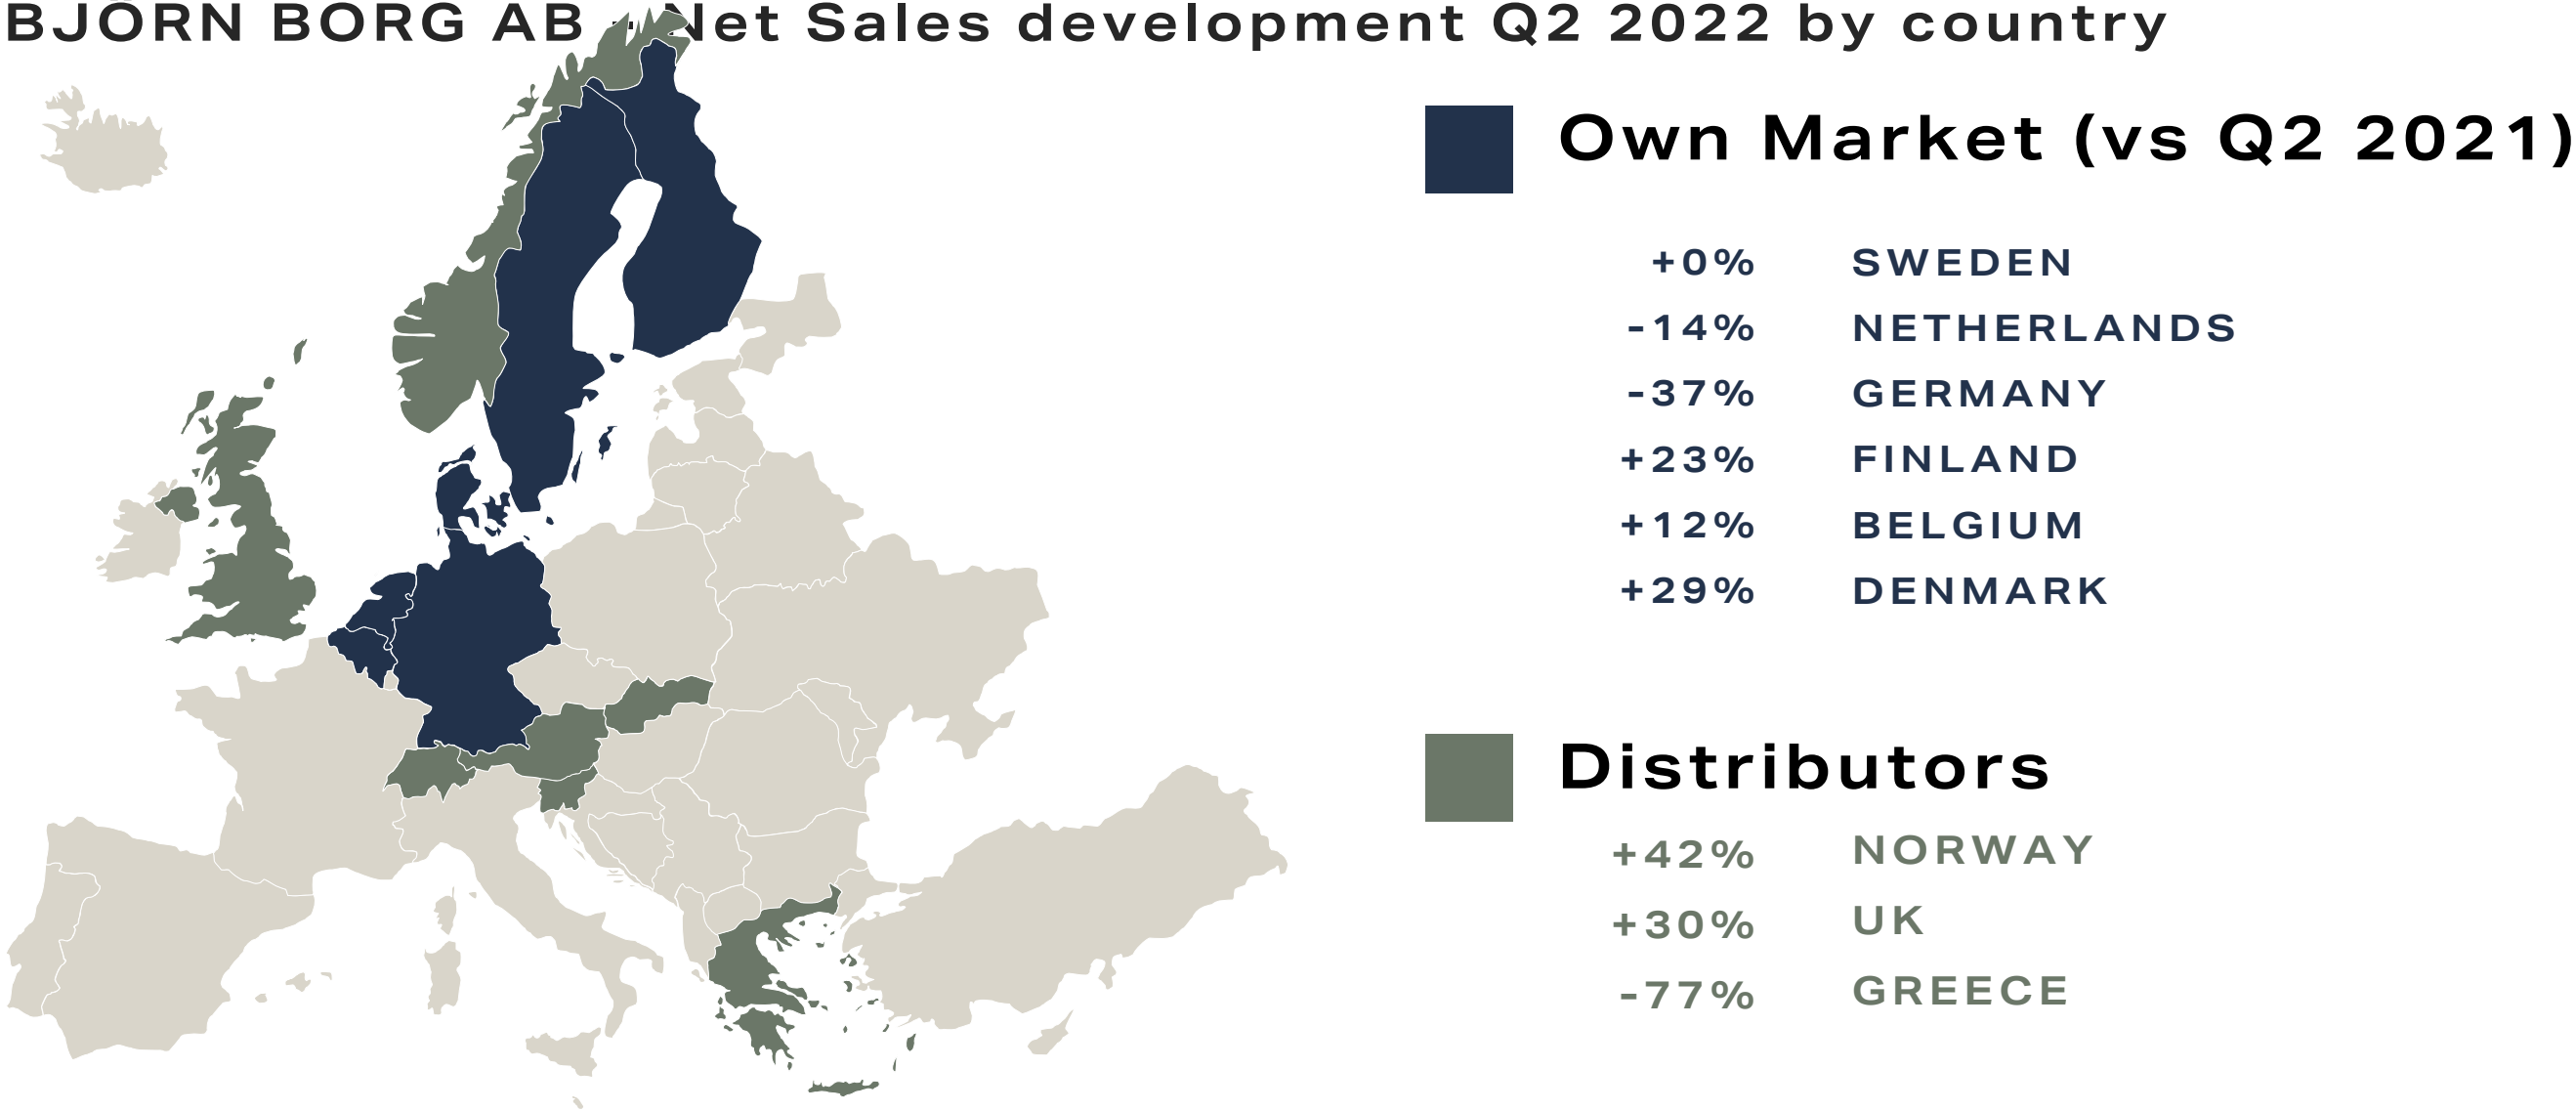 BJÖRN BORG AB - Net Sales development Q2 2022 by country
Own Market (vs Q2 2021)
+0% SWEDEN
-14% NETHERLANDS
-37% GERMANY
+23% FINLAND
+12% BELGIUM
+29% DENMARK
Distributors
+42% NORWAY
+30% UK
-77% GREECE